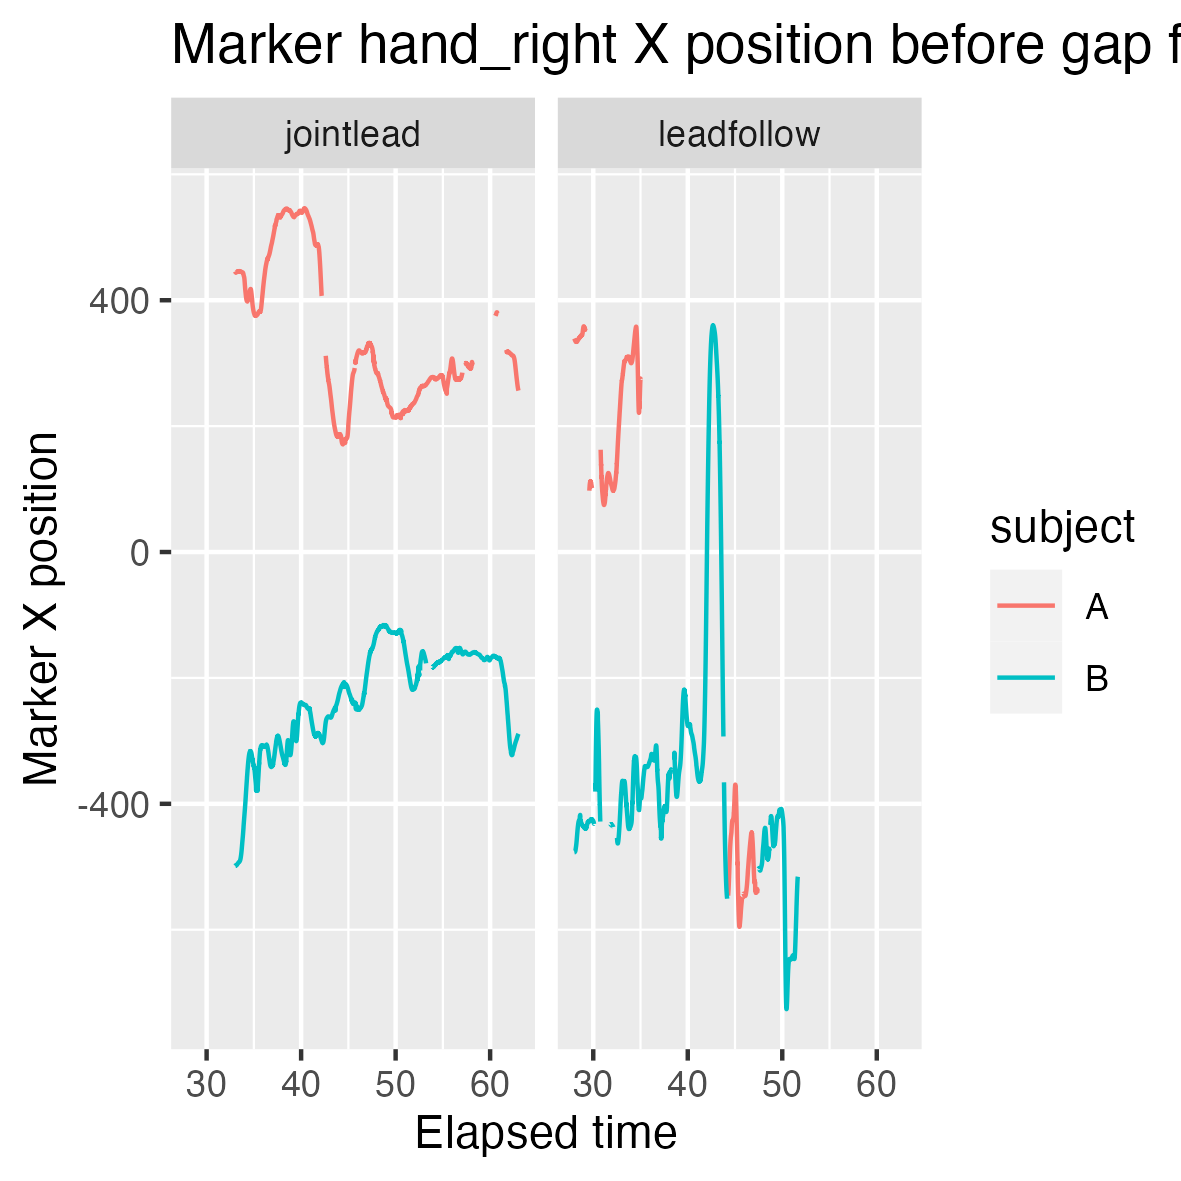 Marker hand_right X position before gap f
jointlead
leadfollow
Marker X position
400
0
-400
30 40 50 60
30 40 50 60
Elapsed time
subject
A
B